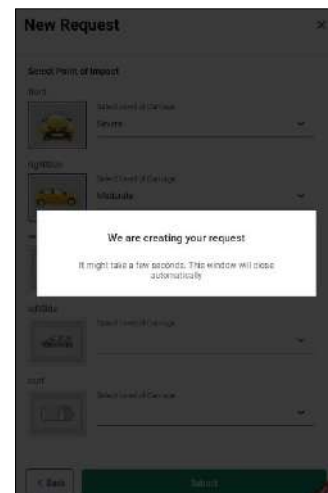 New Request
×
Select Point of Impact
front
Select Level of Damage
Severe
rightSide
Select Level of Damage
Moderate
We are creating your request
It might take a few seconds. This window will close
automatically
leftSide
Select Level of Damage
Select Level of Damage
< Back
Submit